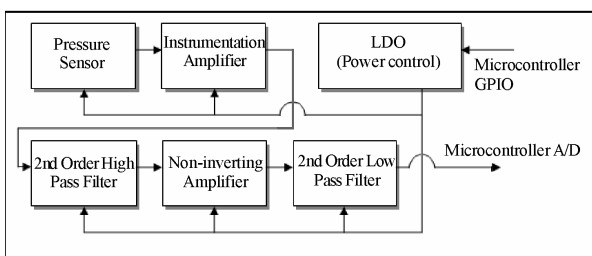 Pressure
Sensor
Instrumentation
Amplifier
LDO
(Power control)
Microcontroller
GPIO
2nd Order High
Pass Filter
Non-inverting
Amplifier
2nd Order Low
Pass Filter
Microcontroller A/D